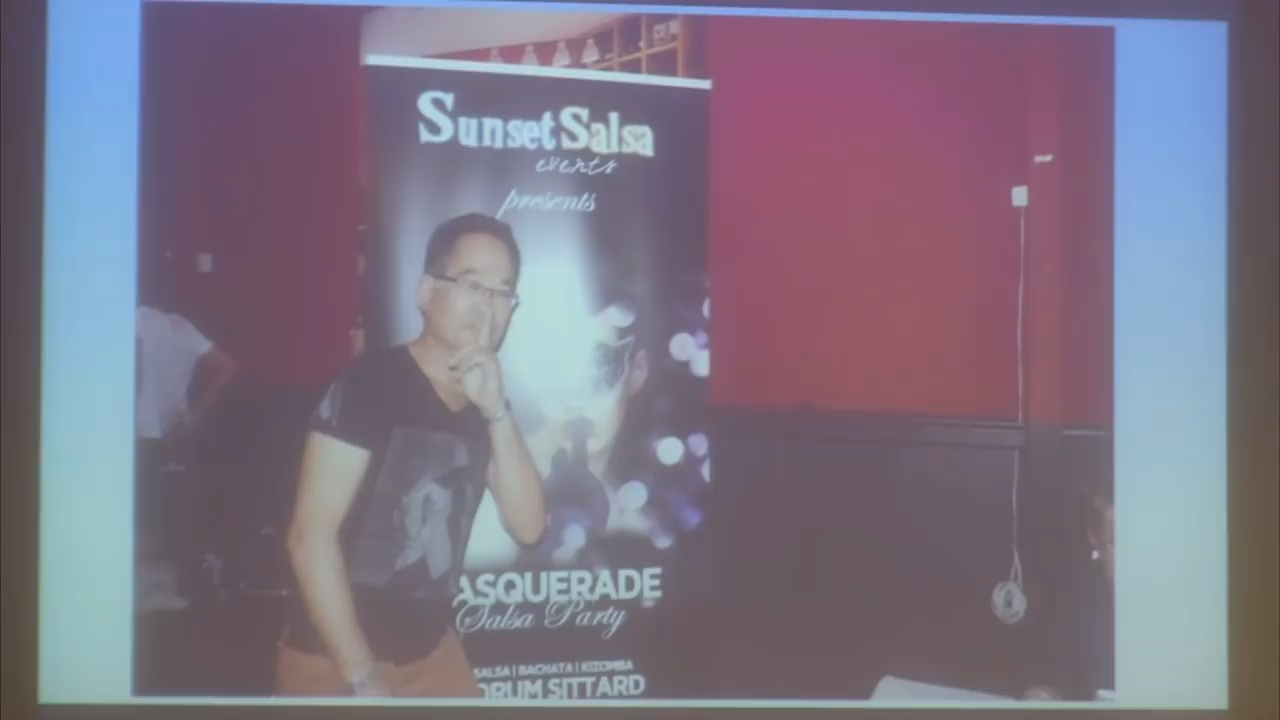 Sunset Salsa
events
presents
ASQUERADE
Salsa Party
SALSA | BACHATA | KIZOMBA
ORUM SITTARD